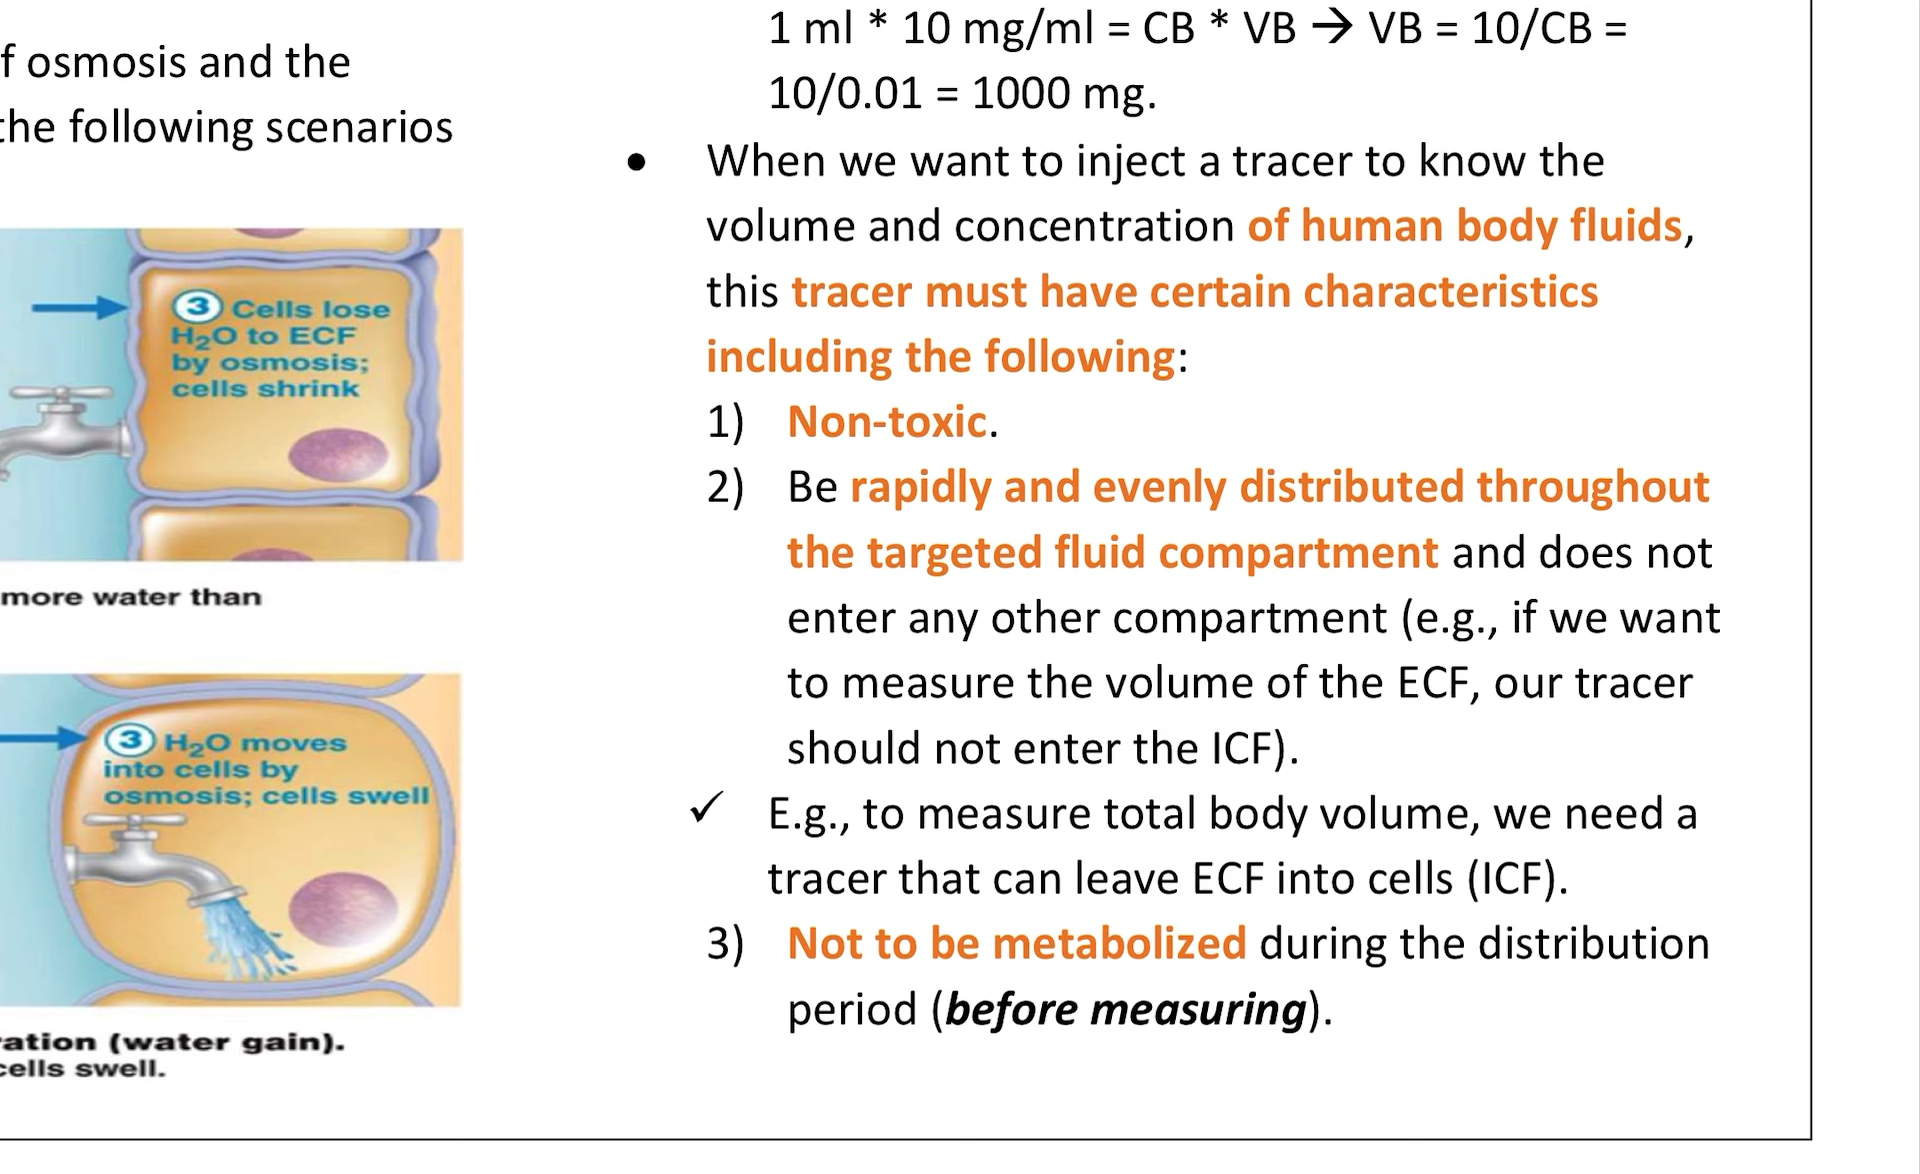 f osmosis and the
the following scenarios
3 Cells lose
H₂O to ECF
by osmosis;
cells shrink
more water than
3 H₂O moves
into cells by
osmosis; cells swell
ration (water gain).
cells swell.
1 ml * 10 mg/ml = CB * VB → VB = 10/CB =
10/0.01 = 1000 mg.
• When we want to inject a tracer to know the
volume and concentration of human body fluids,
this tracer must have certain characteristics
including the following:
1) Non-toxic.
2) Be rapidly and evenly distributed throughout
the targeted fluid compartment and does not
enter any other compartment (e.g., if we want
to measure the volume of the ECF, our tracer
should not enter the ICF).
✓ E.g., to measure total body volume, we need a
tracer that can leave ECF into cells (ICF).
3) Not to be metabolized during the distribution
period (before measuring).